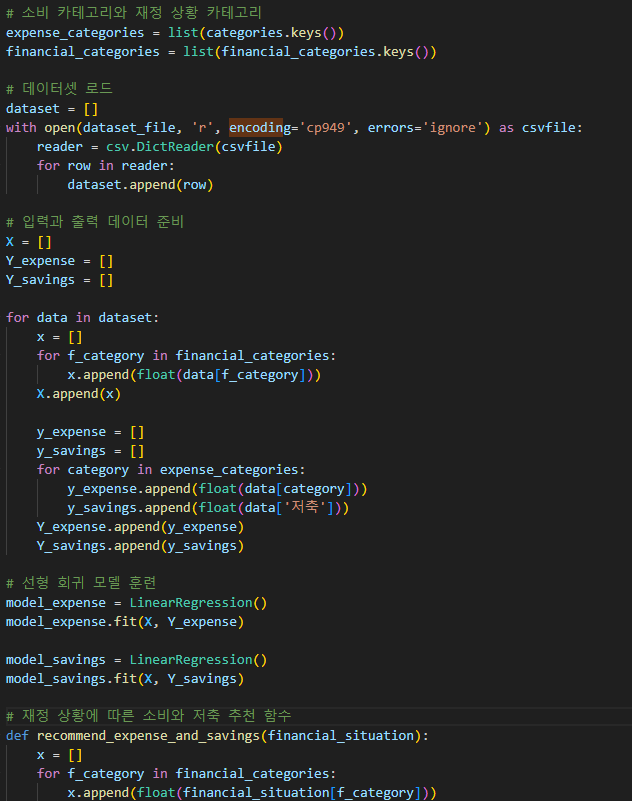 # 소비 카테고리와 재정 상황 카테고리
expense_categories = list(categories.keys())
financial_categories = list(financial_categories.keys())

# 데이터셋 로드
dataset = []
with open(dataset_file, 'r', encoding='cp949', errors='ignore') as csvfile:
    reader = csv.DictReader(csvfile)
    for row in reader:
        dataset.append(row)

# 입력과 출력 데이터 준비
X = []
Y_expense = []
Y_savings = []

for data in dataset:
    x = []
    for f_category in financial_categories:
        x.append(float(data[f_category]))
    X.append(x)

    y_expense = []
    y_savings = []
    for category in expense_categories:
        y_expense.append(float(data[category]))
        y_savings.append(float(data['저축']))
    Y_expense.append(y_expense)
    Y_savings.append(y_savings)

# 선형 회귀 모델 훈련
model_expense = LinearRegression()
model_expense.fit(X, Y_expense)

model_savings = LinearRegression()
model_savings.fit(X, Y_savings)

# 재정 상황에 따른 소비와 저축 추천 함수
def recommend_expense_and_savings(financial_situation):
    x = []
    for f_category in financial_categories:
        x.append(float(financial_situation[f_category]))